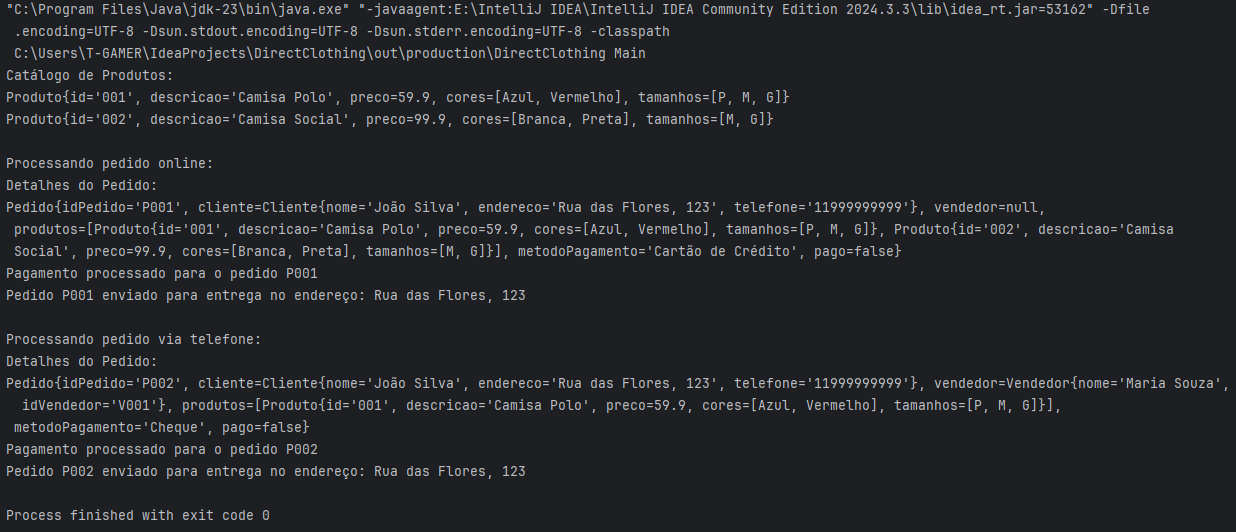 "C:\Program Files\Java\jdk-23\bin\java.exe" "-javaagent:E:\IntelliJ IDEA\IntelliJ IDEA Community Edition 2024.3.3\lib\idea_rt.jar=53162" -Dfile
.encoding=UTF-8 -Dsun.stdout.encoding=UTF-8 -Dsun.stderr.encoding=UTF-8 -classpath
C:\Users\T-GAMER\IdeaProjects\DirectClothing\out\production\DirectClothing Main
Catálogo de Produtos:
Produto{id='001', descricao='Camisa Polo', preco=59.9, cores=[Azul, Vermelho], tamanhos=[P, M, G]}
Produto{id='002', descricao='Camisa Social', preco=99.9, cores=[Branca, Preta], tamanhos=[M, G]}

Processando pedido online:
Detalhes do Pedido:
Pedido{idPedido='P001', cliente=Cliente{nome='João Silva', endereco='Rua das Flores, 123', telefone='11999999999'}, vendedor=null,
produtos=[Produto{id='001', descricao='Camisa Polo', preco=59.9, cores=[Azul, Vermelho], tamanhos=[P, M, G]}, Produto{id='002', descricao='Camisa
Social', preco=99.9, cores=[Branca, Preta], tamanhos=[M, G]}], metodoPagamento='Cartão de Crédito', pago=false}
Pagamento processado para o pedido P001
Pedido P001 enviado para entrega no endereço: Rua das Flores, 123

Processando pedido via telefone:
Detalhes do Pedido:
Pedido{idPedido='P002', cliente=Cliente{nome='João Silva', endereco='Rua das Flores, 123', telefone='11999999999'}, vendedor=Vendedor{nome='Maria Souza',
idVendedor='V001'}, produtos=[Produto{id='001', descricao='Camisa Polo', preco=59.9, cores=[Azul, Vermelho], tamanhos=[P, M, G]}],
metodoPagamento='Cheque', pago=false}
Pagamento processado para o pedido P002
Pedido P002 enviado para entrega no endereço: Rua das Flores, 123

Process finished with exit code 0